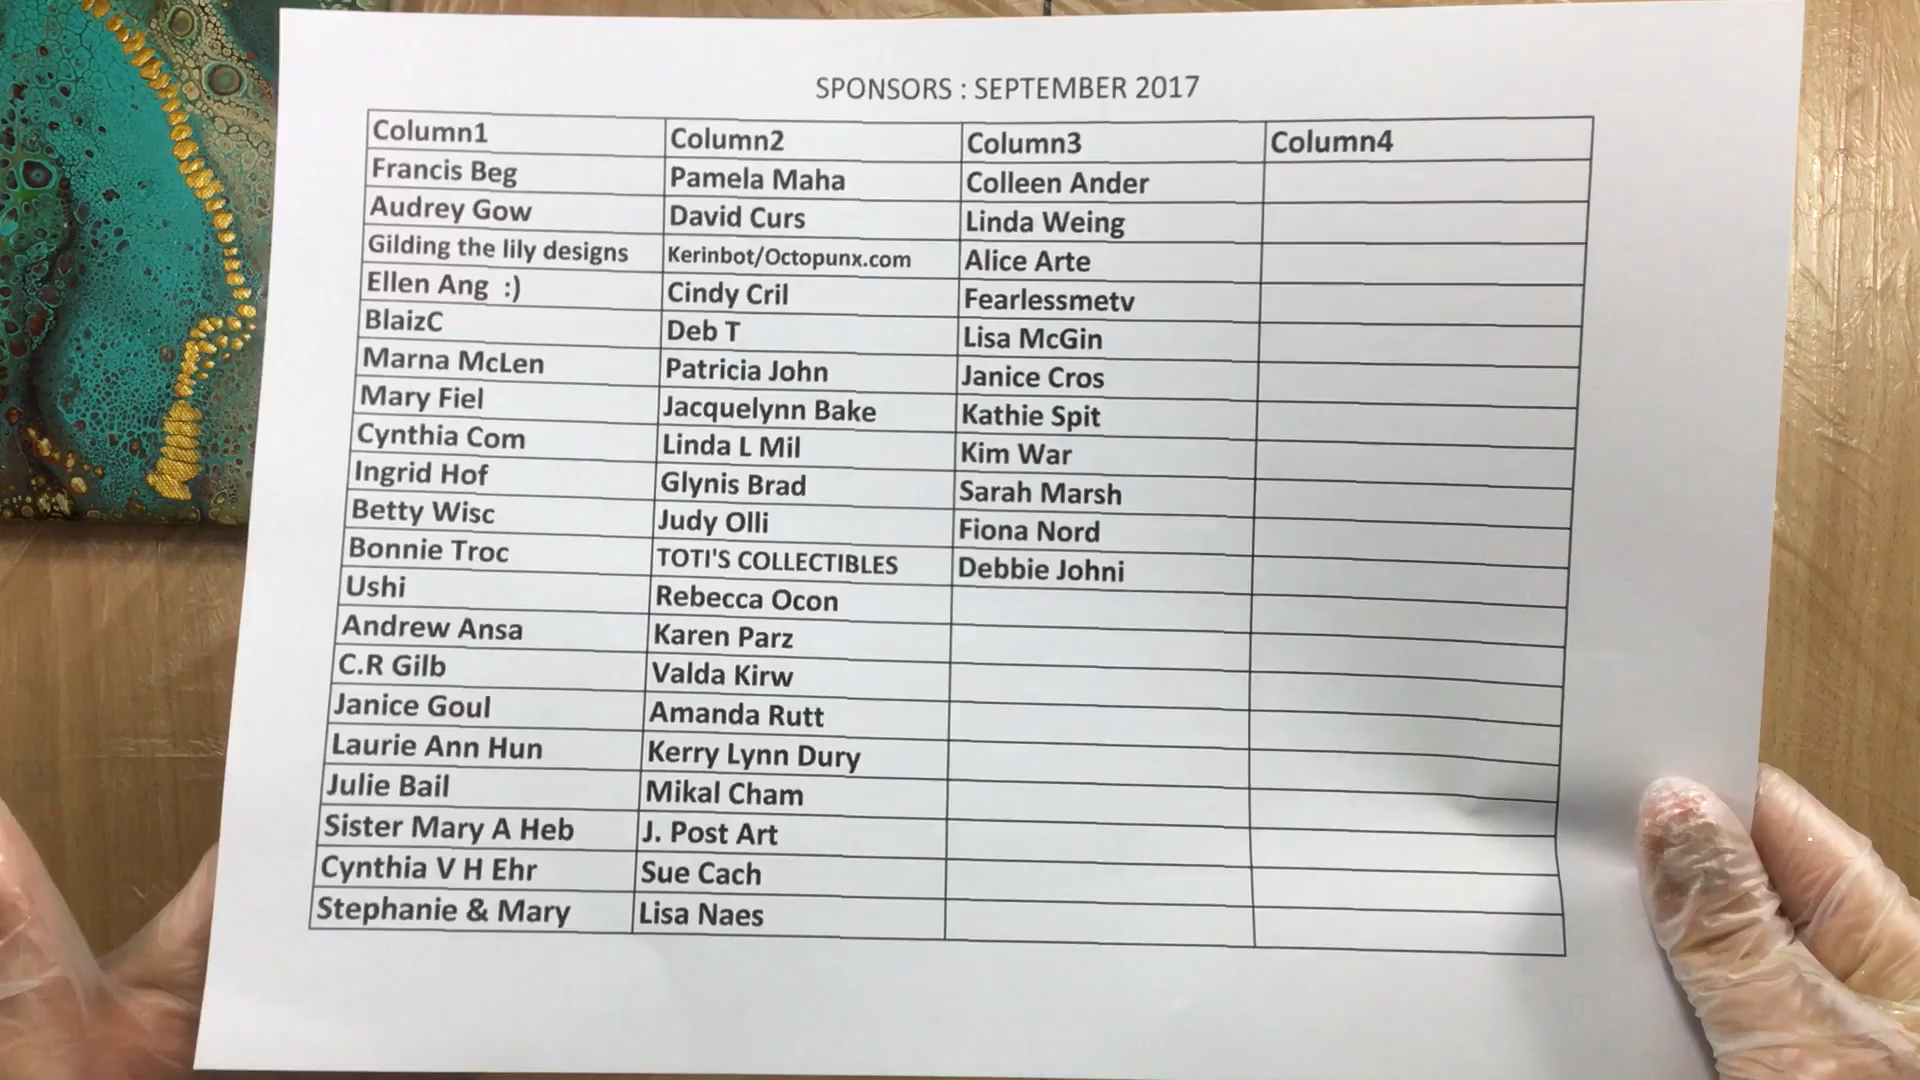 SPONSORS : SEPTEMBER 2017
Column1 Column2 Column3 Column4
Francis Beg Pamela Maha Colleen Ander
Audrey Gow David Curs Linda Weing
Gilding the lily designs Kerinbot/Octopunx.com Alice Arte
Ellen Ang :) Cindy Cril Fearlessmetv
BlaizC Deb T Lisa McGin
Marna McLen Patricia John Janice Cros
Mary Fiel Jacquelynn Bake Kathie Spit
Cynthia Com Linda L Mil Kim War
Ingrid Hof Glynis Brad Sarah Marsh
Betty Wisc Judy Olli Fiona Nord
Bonnie Troc TOTI'S COLLECTIBLES Debbie Johni
Ushi Rebecca Ocon
Andrew Ansa Karen Parz
C.R Gilb Valda Kirw
Janice Goul Amanda Rutt
Laurie Ann Hun Kerry Lynn Dury
Julie Bail Mikal Cham
Sister Mary A Heb J. Post Art
Cynthia V H Ehr Sue Cach
Stephanie & Mary Lisa Naes